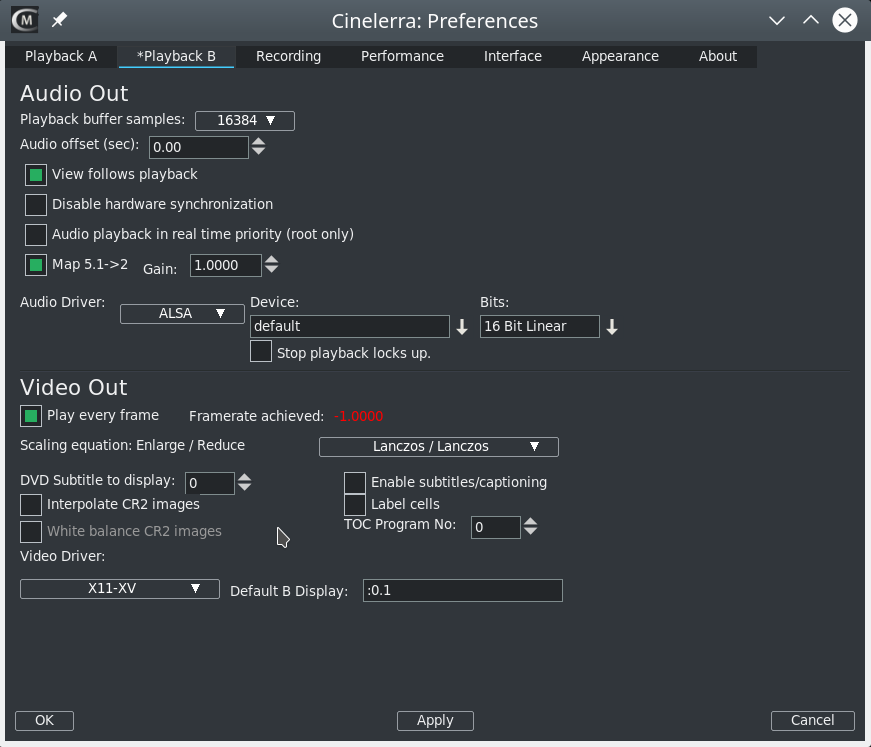 Cinelerra: Preferences
Playback A *Playback B Recording Performance Interface Appearance About
Audio Out
Playback buffer samples: 16384
Audio offset (sec): 0.00
View follows playback
Disable hardware synchronization
Audio playback in real time priority (root only)
Map 5.1->2 Gain: 1.0000
Audio Driver: ALSA Device: Bits:
default 16 Bit Linear
Stop playback locks up.
Video Out
Play every frame Framerate achieved: -1.0000
Scaling equation: Enlarge / Reduce Lanczos / Lanczos
DVD Subtitle to display: 0 Enable subtitles/captioning
Interpolate CR2 images Label cells
White balance CR2 images TOC Program No: 0
Video Driver:
X11-XV Default B Display: :0.1
OK Apply Cancel